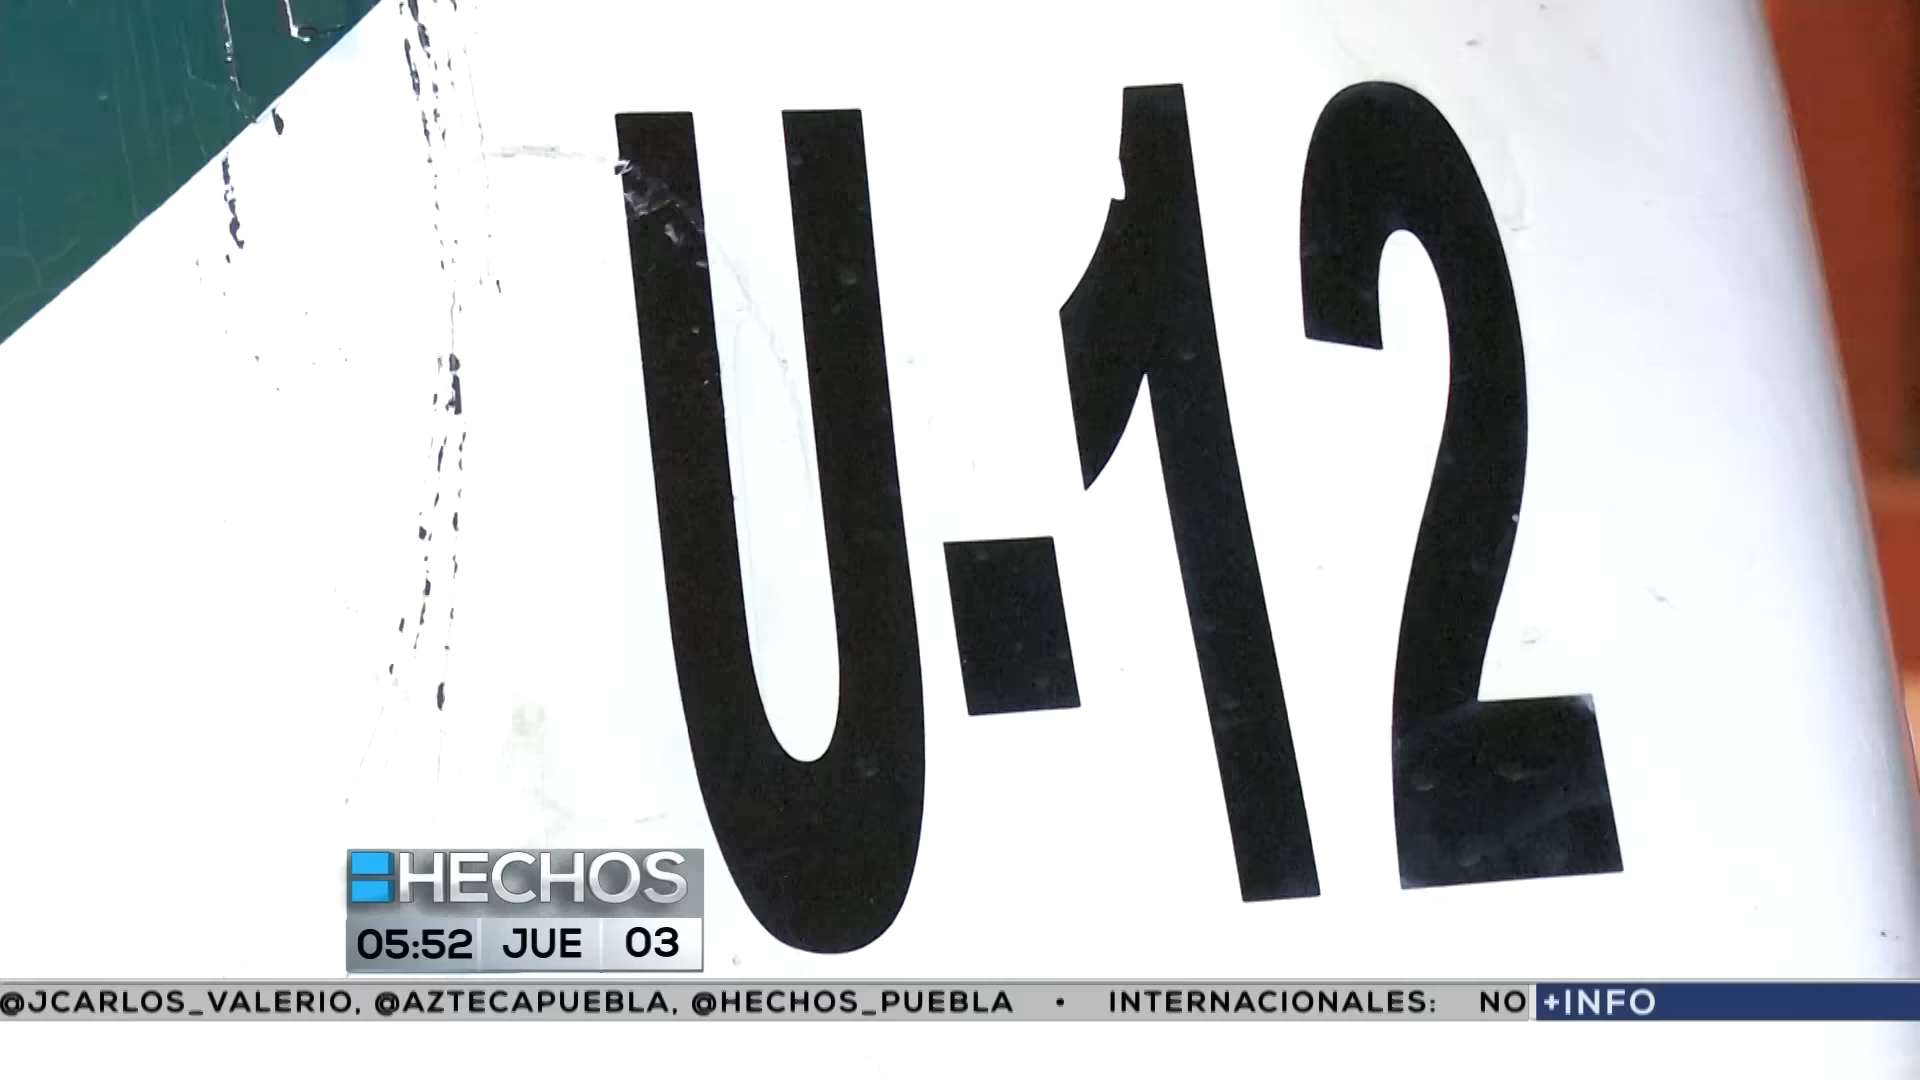 U-12
HECHOS
05:52 JUE 03
@JCARLOS_VALERIO, @AZTECAPUEBLA, @HECHOS_PUEBLA • INTERNACIONALES: NO
+INFO